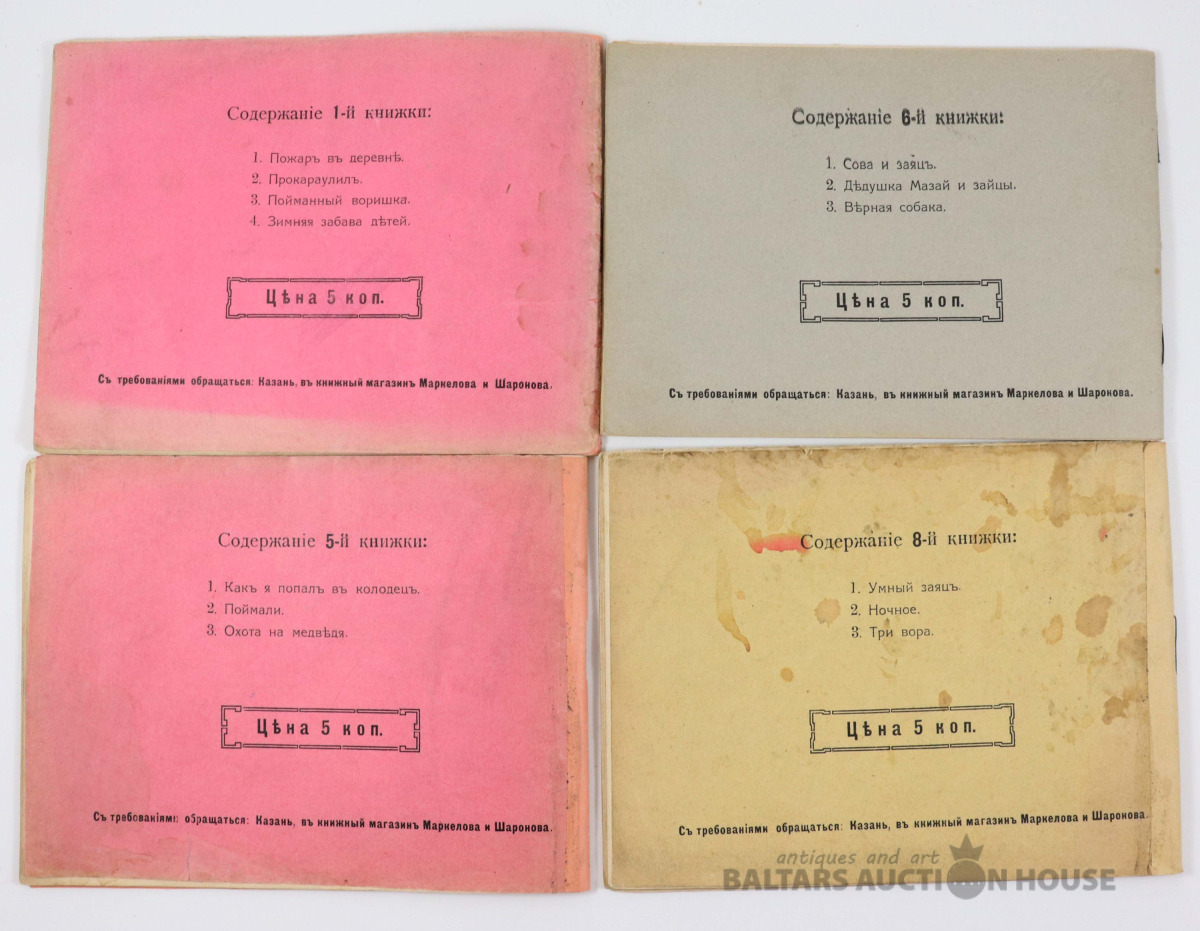 Содержаніе 1-й книжки:
1. Пожаръ въ деревнѣ.
2. Прокараулилъ.
3. Пойманный воришка.
4. Зимняя забава дѣтей.
Цѣна 5 коп.
Съ требованіями обращаться: Казань, въ книжный магазинъ Маркелова и Шаронова.
Содержаніе 6-й книжки:
1. Сова и заяцъ.
2. Дѣдушка Мазай и зайцы.
3. Вѣрная собака.
Цѣна 5 коп.
Съ требованіями обращаться: Казань, въ книжный магазинъ Маркелова и Шаронова.
Содержаніе 5-й книжки:
1. Какъ я попалъ въ колодецъ.
2. Поймали.
3. Охота на медвѣдя.
Цѣна 5 коп.
Съ требованіями обращаться: Казань, въ книжный магазинъ Маркелова и Шаронова.
Содержаніе 8-й книжки:
1. Умный заяцъ.
2. Ночное.
3. Три вора.
Цѣна 5 коп.
Съ требованіями обращаться: Казань, въ книжный магазинъ Маркелова и Шаронова.
antiques and art
BALTARS AUCTION HOUSE